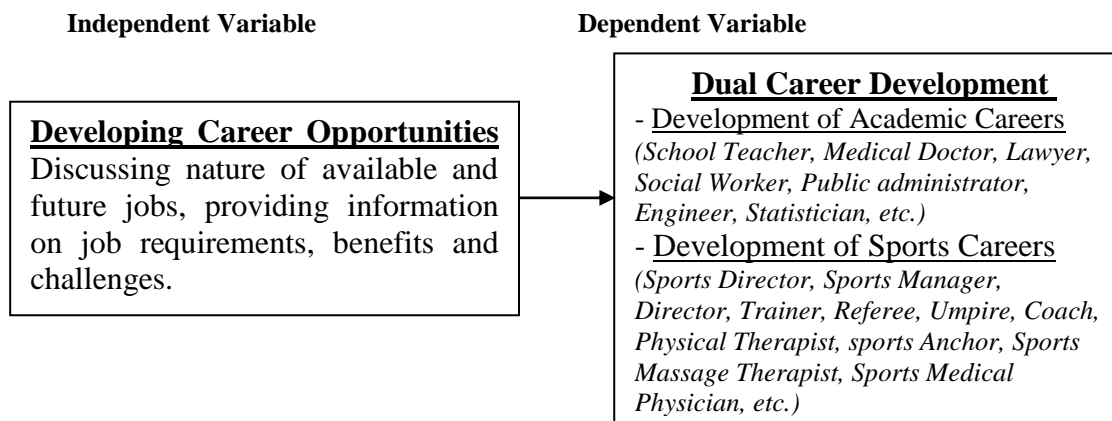 Independent Variable
Dependent Variable
Developing Career Opportunities
Discussing nature of available and
future jobs, providing information
on job requirements, benefits and
challenges.
Dual Career Development
- Development of Academic Careers
(School Teacher, Medical Doctor, Lawyer,
Social Worker, Public administrator,
Engineer, Statistician, etc.)
- Development of Sports Careers
(Sports Director, Sports Manager,
Director, Trainer, Referee, Umpire, Coach,
Physical Therapist, sports Anchor, Sports
Massage Therapist, Sports Medical
Physician, etc.)